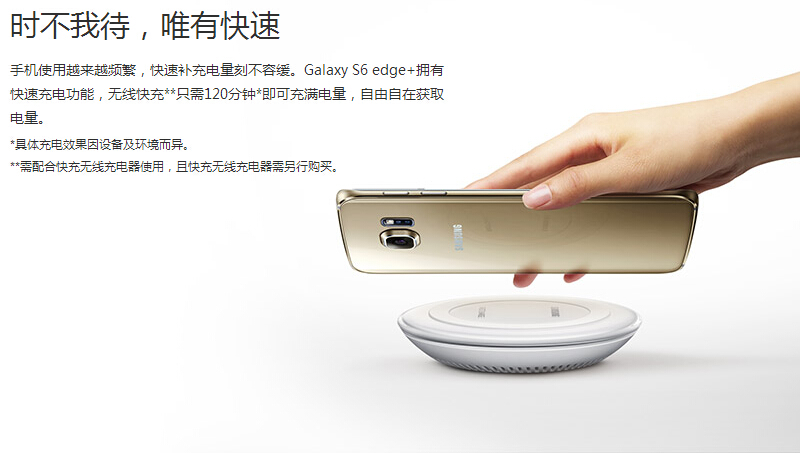 时不我待，唯有快速
手机使用越来越频繁，快速补充电量刻不容缓。Galaxy S6 edge+拥有
快速充电功能，无线快充**只需120分钟*即可充满电量，自由自在获取
电量。
*具体充电效果因设备及环境而异。
**需配合快充无线充电器使用，且快充无线充电器需另行购买。
SAMSUNG